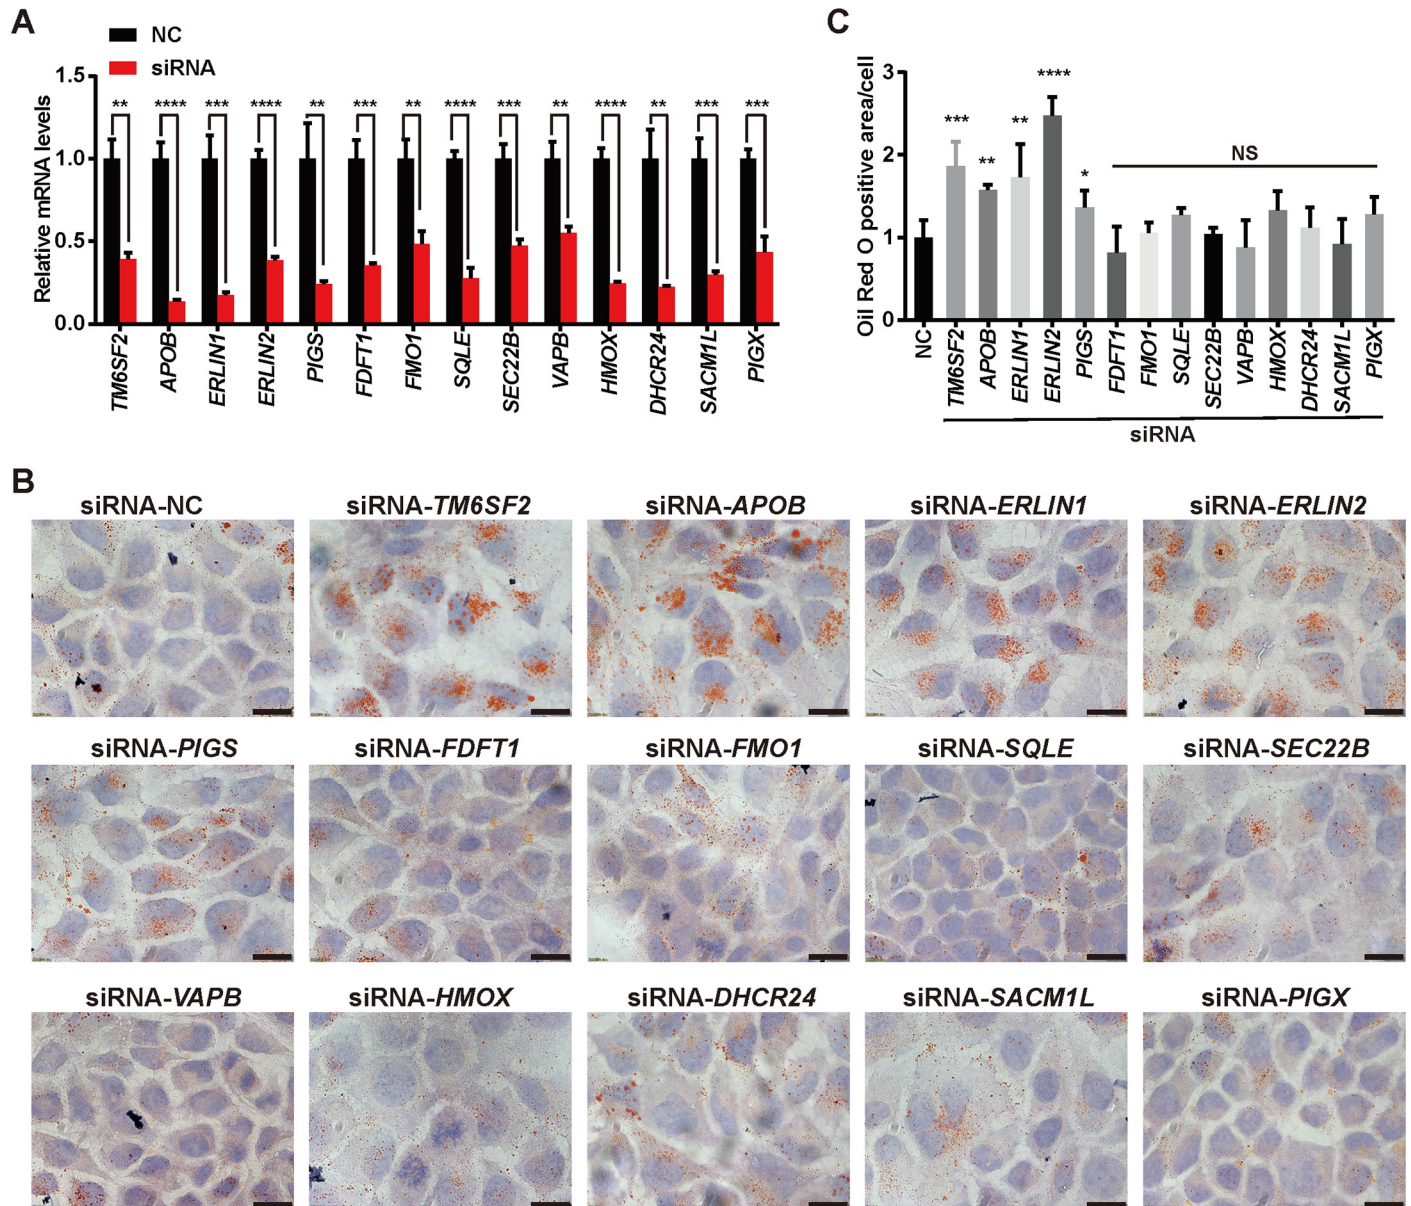 A
NC
siRNA
Relative mRNA levels
1.5
1.0
0.5
0.0
** **** *** **** ** *** ** **** *** ** **** ** *** ***
TM6SF2
APOB
ERLIN1
ERLIN2
PIGS
FDFT1
FMO1
SQLE
SEC22B
VAPB
HMOX
DHCR24
SACM1L
PIGX
C
Oil Red O positive area/cell
3
2
1
0
*** ** ** **** *
NS
NC
TM6SF2
APOB
ERLIN1
ERLIN2
PIGS
FDFT1
FMO1
SQLE
SEC22B
VAPB
HMOX
DHCR24
SACM1L
PIGX
siRNA
B
siRNA-NC
siRNA-TM6SF2
siRNA-APOB
siRNA-ERLIN1
siRNA-ERLIN2
siRNA-PIGS
siRNA-FDFT1
siRNA-FMO1
siRNA-SQLE
siRNA-SEC22B
siRNA-VAPB
siRNA-HMOX
siRNA-DHCR24
siRNA-SACM1L
siRNA-PIGX